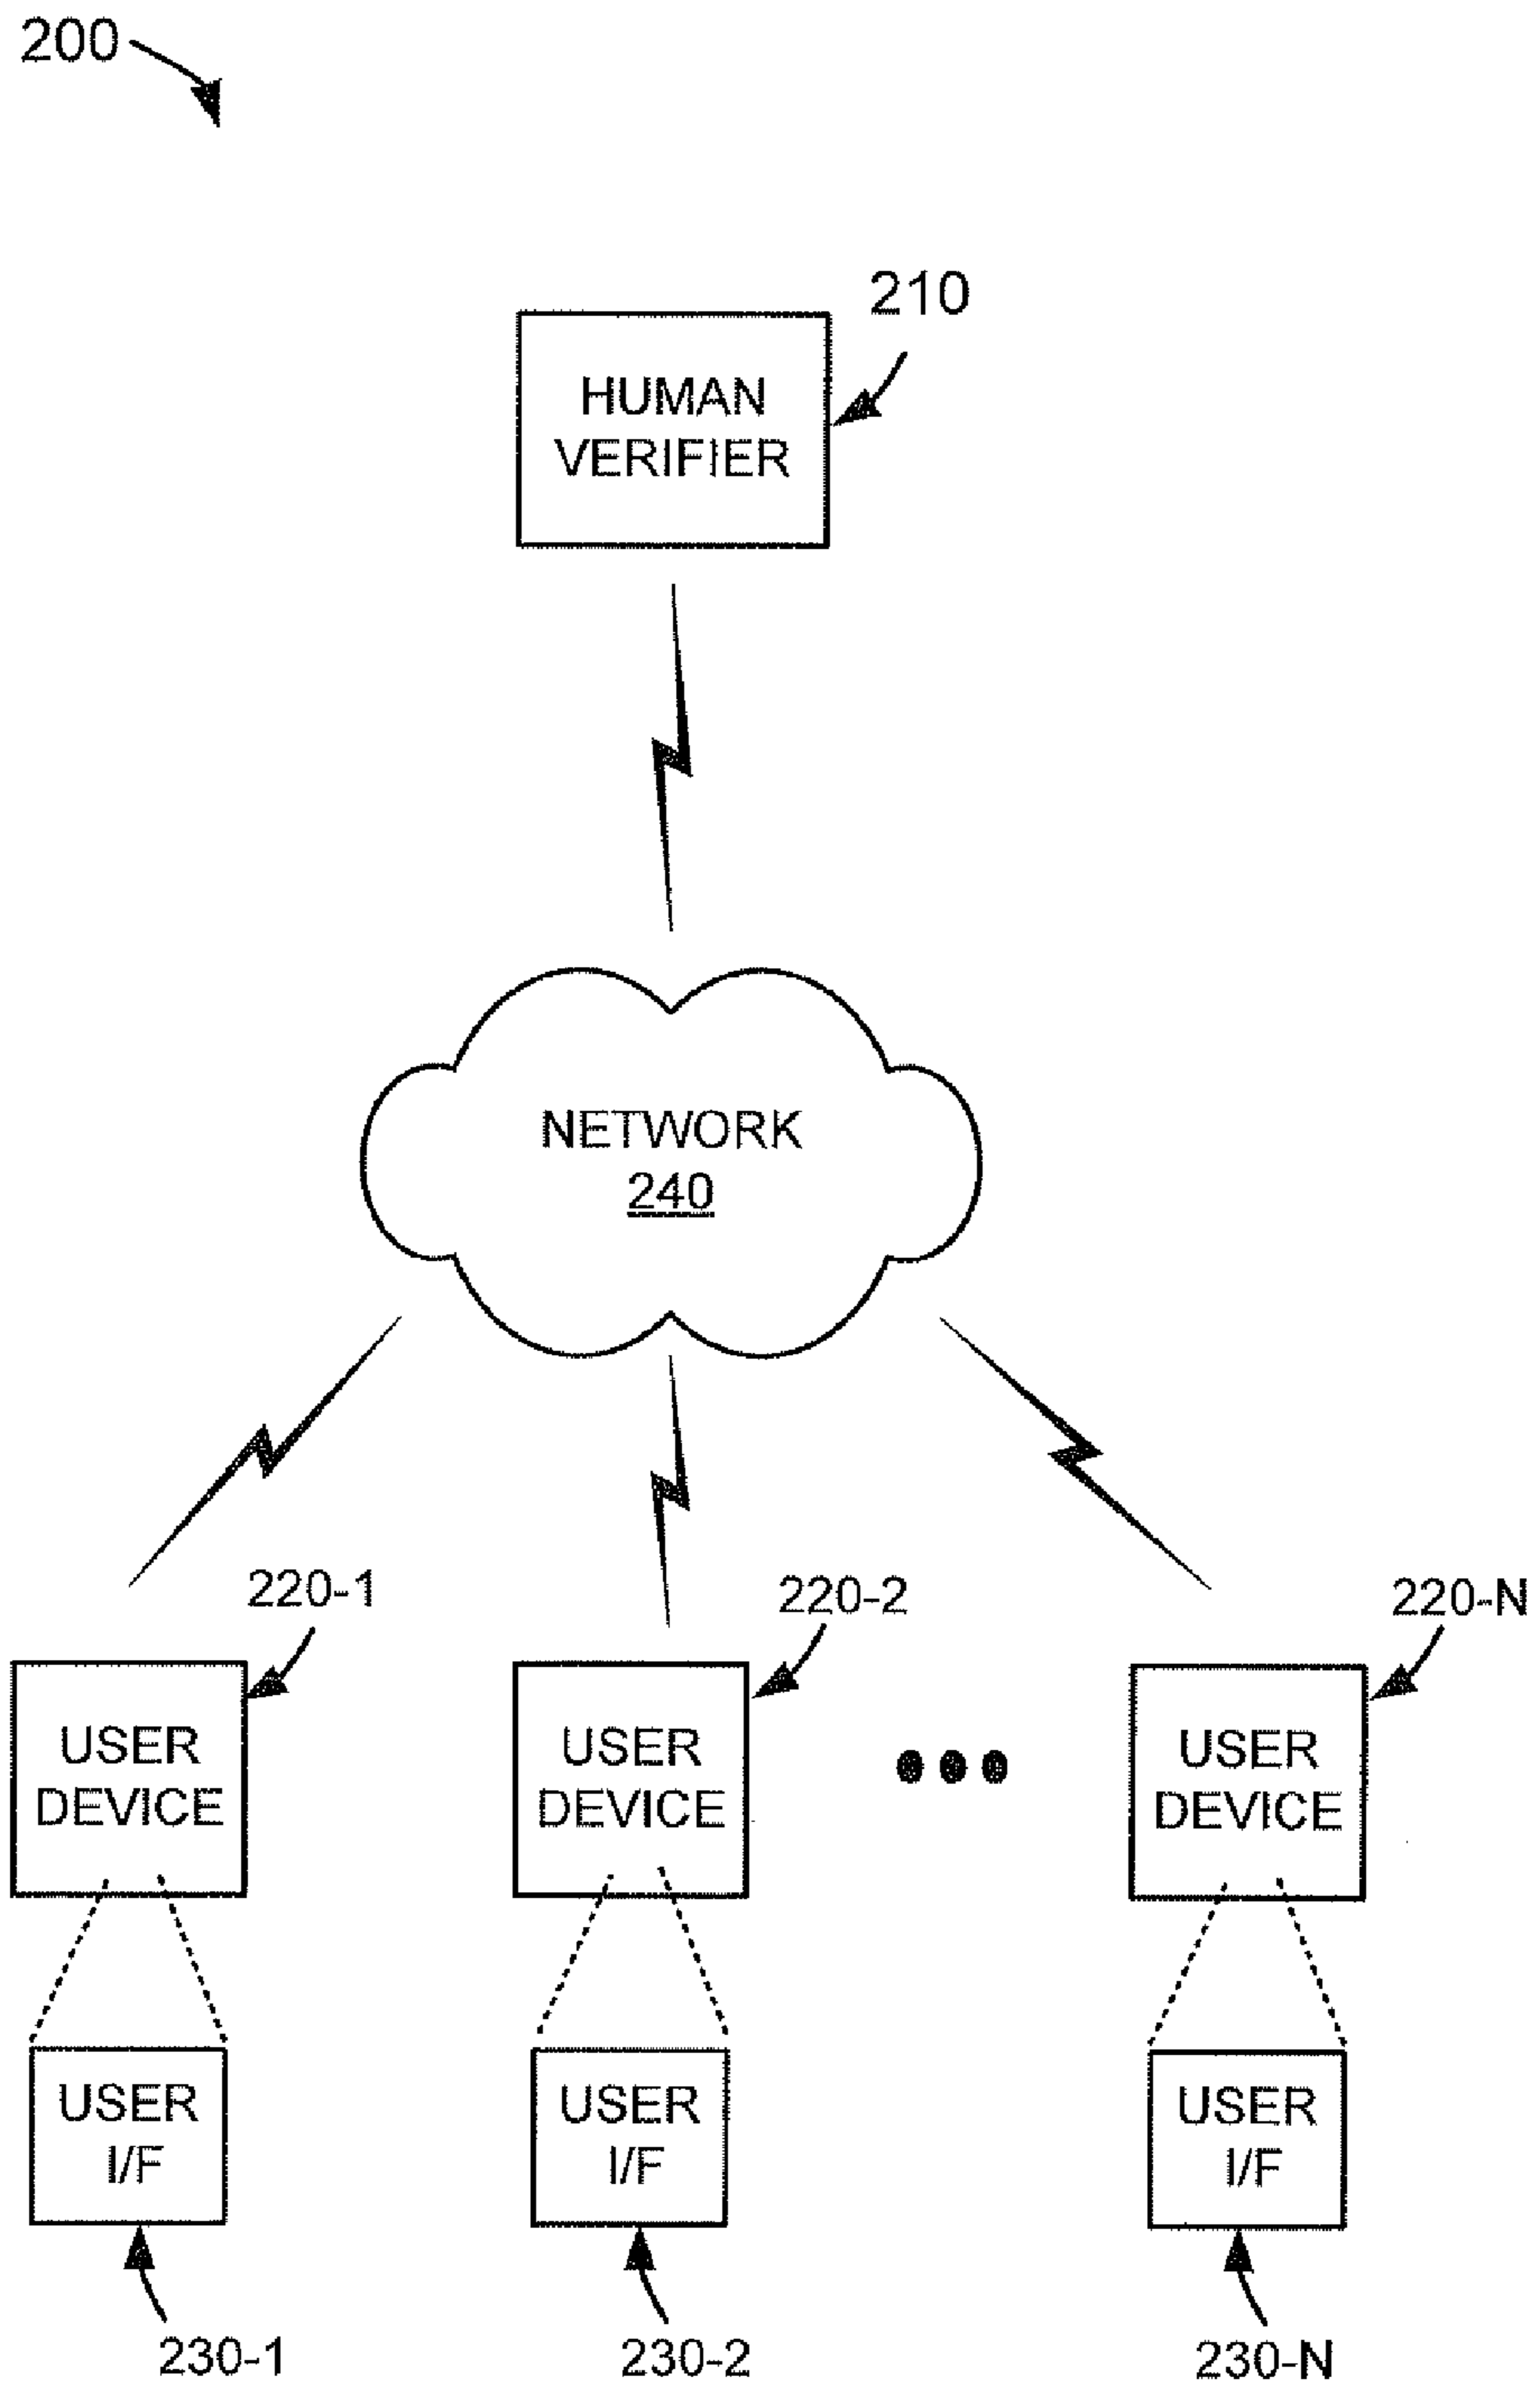 200
210
HUMAN
VERIFIER
NETWORK
240
220-1
220-2
220-N
USER
DEVICE
USER
DEVICE
USER
DEVICE
USER
I/F
USER
I/F
USER
I/F
230-1
230-2
230-N